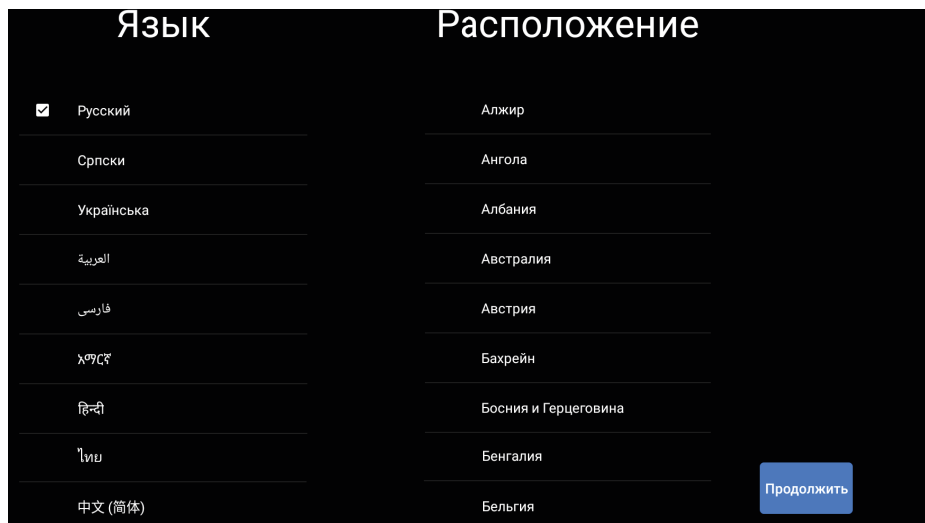 Язык
Расположение
Русский
Српски
Українська
العربية
فارسی
አማርኛ
हिन्दी
ไทย
中文 (简体)
Алжир
Ангола
Албания
Австралия
Австрия
Бахрейн
Босния и Герцеговина
Бенгалия
Бельгия
Продолжить